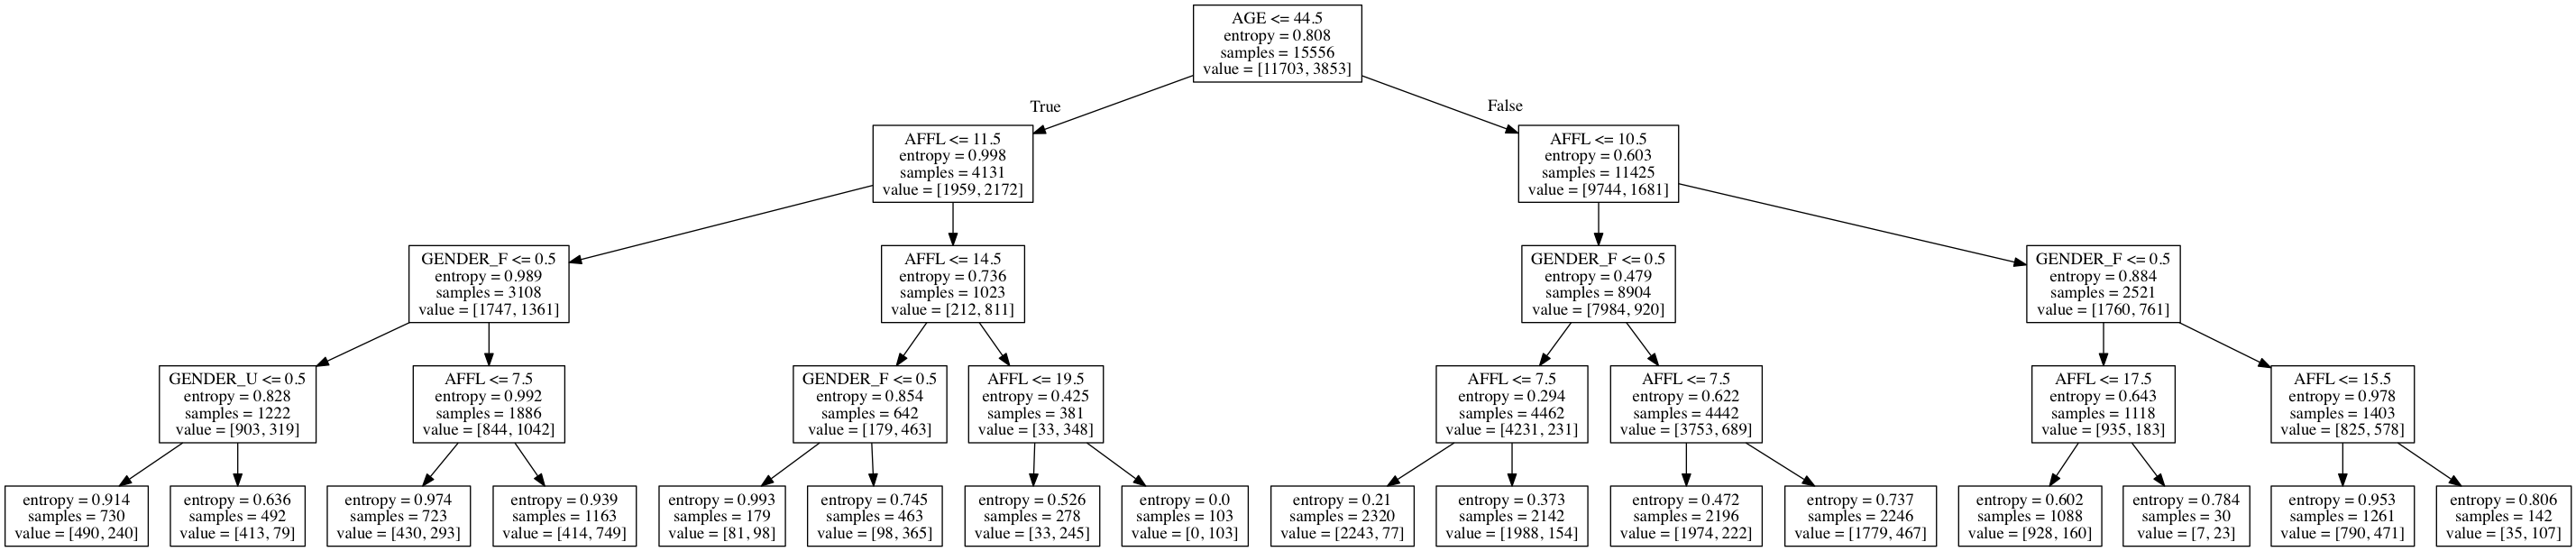 AGE <= 44.5
entropy = 0.808
samples = 15556
value = [11703, 3853]
True
False
AFFL <= 11.5
entropy = 0.998
samples = 4131
value = [1959, 2172]
AFFL <= 10.5
entropy = 0.603
samples = 11425
value = [9744, 1681]
GENDER_F <= 0.5
entropy = 0.989
samples = 3108
value = [1747, 1361]
AFFL <= 14.5
entropy = 0.736
samples = 1023
value = [212, 811]
GENDER_F <= 0.5
entropy = 0.479
samples = 8904
value = [7984, 920]
GENDER_F <= 0.5
entropy = 0.884
samples = 2521
value = [1760, 761]
GENDER_U <= 0.5
entropy = 0.828
samples = 1222
value = [903, 319]
AFFL <= 7.5
entropy = 0.992
samples = 1886
value = [844, 1042]
GENDER_F <= 0.5
entropy = 0.854
samples = 642
value = [179, 463]
AFFL <= 19.5
entropy = 0.425
samples = 381
value = [33, 348]
AFFL <= 7.5
entropy = 0.294
samples = 4462
value = [4231, 231]
AFFL <= 7.5
entropy = 0.622
samples = 4442
value = [3753, 689]
AFFL <= 17.5
entropy = 0.643
samples = 1118
value = [935, 183]
AFFL <= 15.5
entropy = 0.978
samples = 1403
value = [825, 578]
entropy = 0.914
samples = 730
value = [490, 240]
entropy = 0.636
samples = 492
value = [413, 79]
entropy = 0.974
samples = 723
value = [430, 293]
entropy = 0.939
samples = 1163
value = [414, 749]
entropy = 0.993
samples = 179
value = [81, 98]
entropy = 0.745
samples = 463
value = [98, 365]
entropy = 0.526
samples = 278
value = [33, 245]
entropy = 0.0
samples = 103
value = [0, 103]
entropy = 0.21
samples = 2320
value = [2243, 77]
entropy = 0.373
samples = 2142
value = [1988, 154]
entropy = 0.472
samples = 2196
value = [1974, 222]
entropy = 0.737
samples = 2246
value = [1779, 467]
entropy = 0.602
samples = 1088
value = [928, 160]
entropy = 0.784
samples = 30
value = [7, 23]
entropy = 0.953
samples = 1261
value = [790, 471]
entropy = 0.806
samples = 142
value = [35, 107]